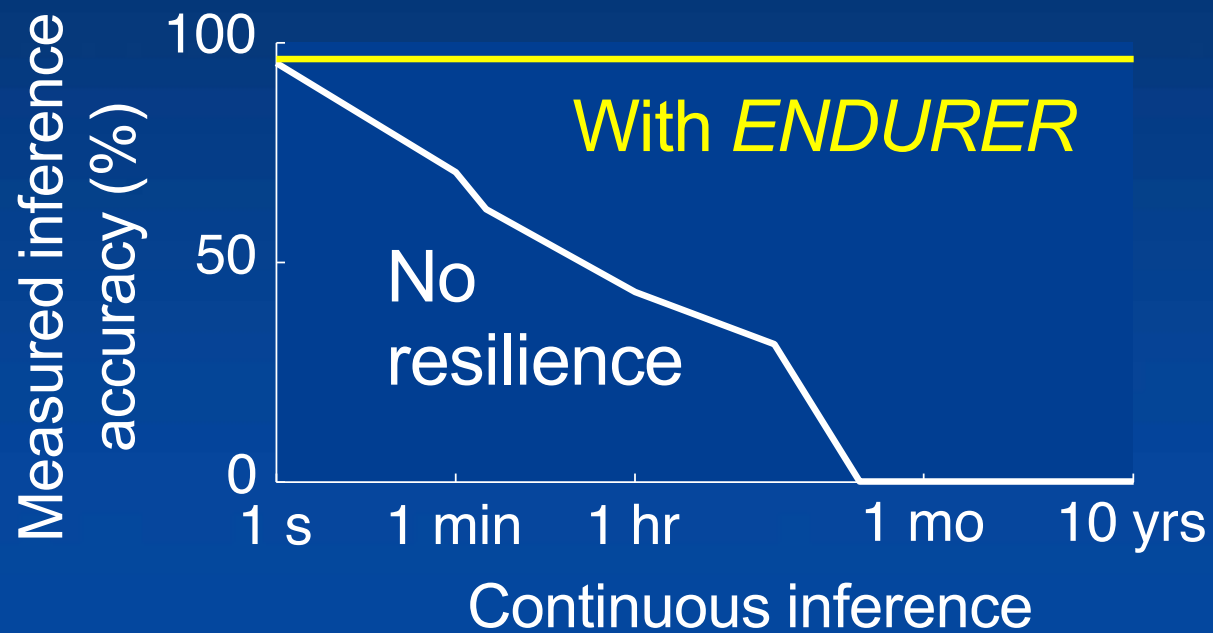 Measured inference
accuracy (%)
100
50
0
With ENDURER
No
resilience
1 s 1 min 1 hr 1 mo 10 yrs
Continuous inference